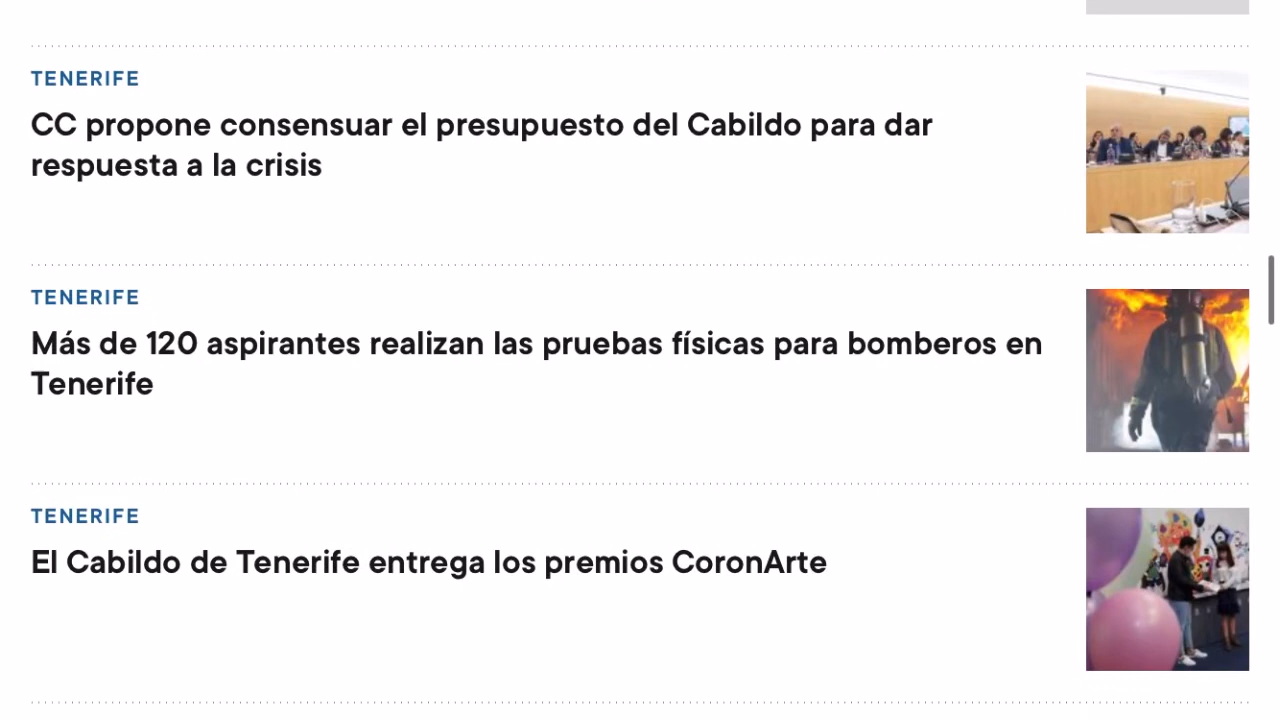 TENERIFE
CC propone consensuar el presupuesto del Cabildo para dar
respuesta a la crisis
TENERIFE
Más de 120 aspirantes realizan las pruebas físicas para bomberos en
Tenerife
TENERIFE
El Cabildo de Tenerife entrega los premios CoronArte